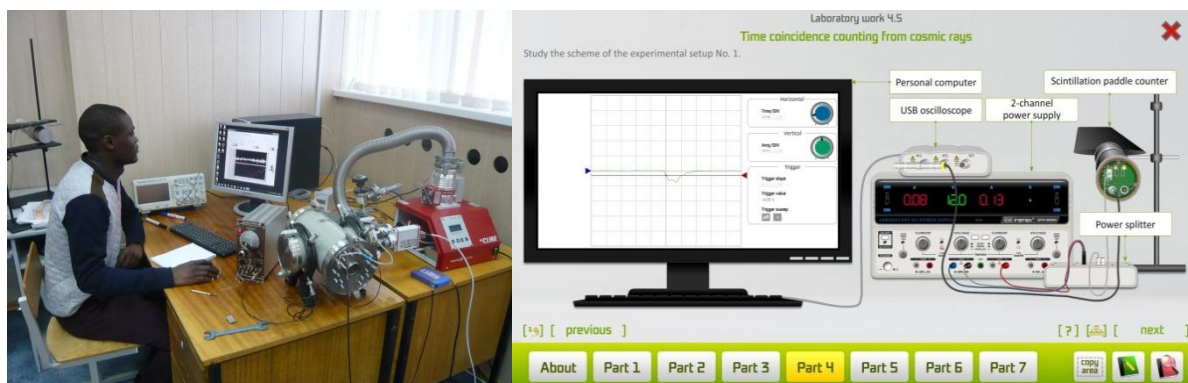 Laboratory work 4.5
Time coincidence counting from cosmic rays
Study the scheme of the experimental setup No. 1.
Personal computer
Scintillation paddle counter
USB oscilloscope
2-channel
power supply
Horizontal
Time/DIV
Vertical
Amp/DIV
Trigger
Trigger slope
Trigger value
Trigger sweep
0.08 12.0 0.13
Power splitter
CUBE
[ previous ]
[?] [ next ]
About Part 1 Part 2 Part 3 Part 4 Part 5 Part 6 Part 7 copy area